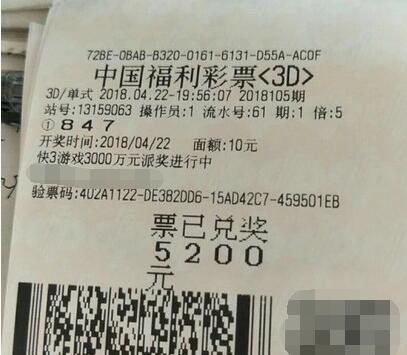 72BE-0BAB-B320-0161-6131-D55A-AC0F
中国福利彩票<3D>
3D/单式 2018.04.22-19:56:07 2018105期
站号:13159063 操作员:1 流水号:61 期:1 倍:5
①847
开奖时间:2018/04/22 面额:10元
快3游戏3000万元派奖进行中
验票码:402A1122-DE382DD6-15AD42C7-459501EB
票已兑奖
5200
元